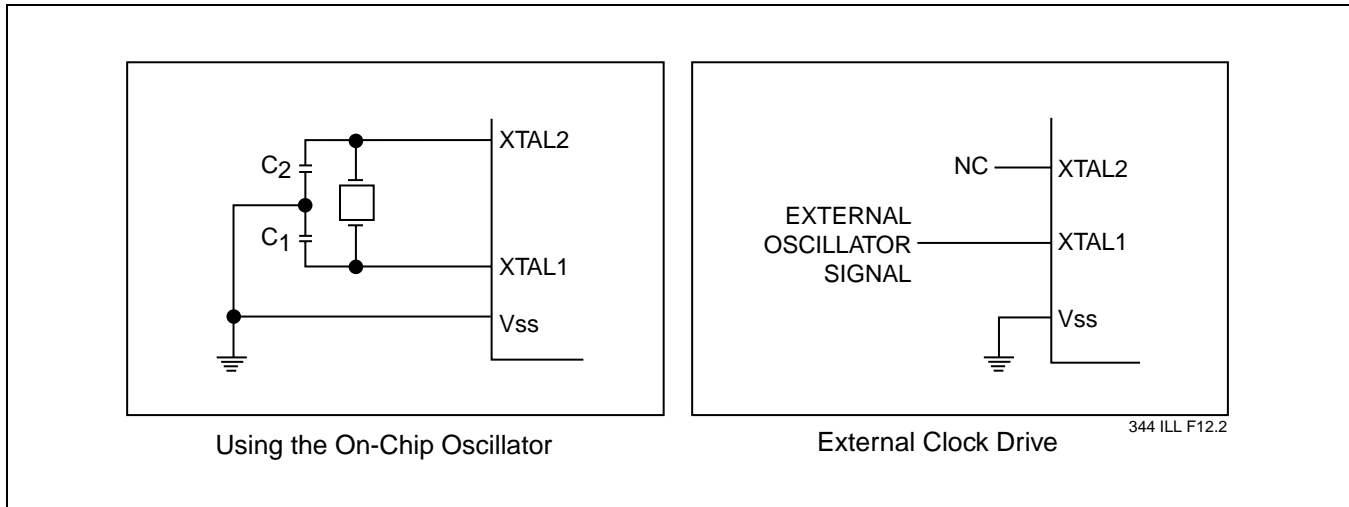 XTAL2
C2
C1
XTAL1
Vss
Using the On-Chip Oscillator
NC
XTAL2
EXTERNAL
OSCILLATOR
SIGNAL
XTAL1
Vss
External Clock Drive
344 ILL F12.2